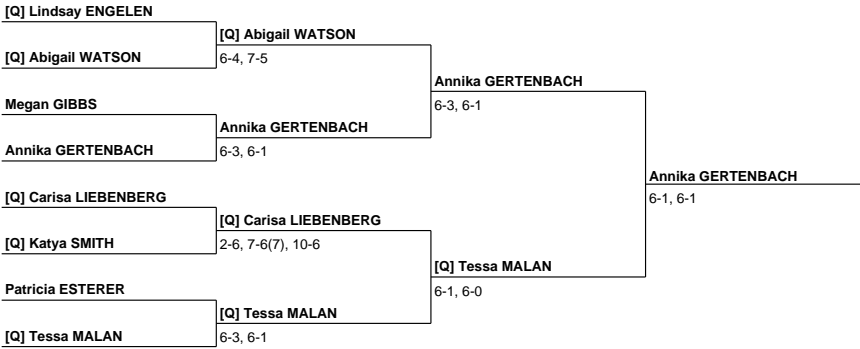 [Q] Lindsay ENGELEN
[Q] Abigail WATSON
[Q] Abigail WATSON
6-4, 7-5
Annika GERTENBACH
6-3, 6-1
Megan GIBBS
Annika GERTENBACH
Annika GERTENBACH
6-3, 6-1
Annika GERTENBACH
6-1, 6-1
[Q] Carisa LIEBENBERG
[Q] Carisa LIEBENBERG
[Q] Katya SMITH
2-6, 7-6(7), 10-6
[Q] Tessa MALAN
6-1, 6-0
Patricia ESTERER
[Q] Tessa MALAN
[Q] Tessa MALAN
6-3, 6-1